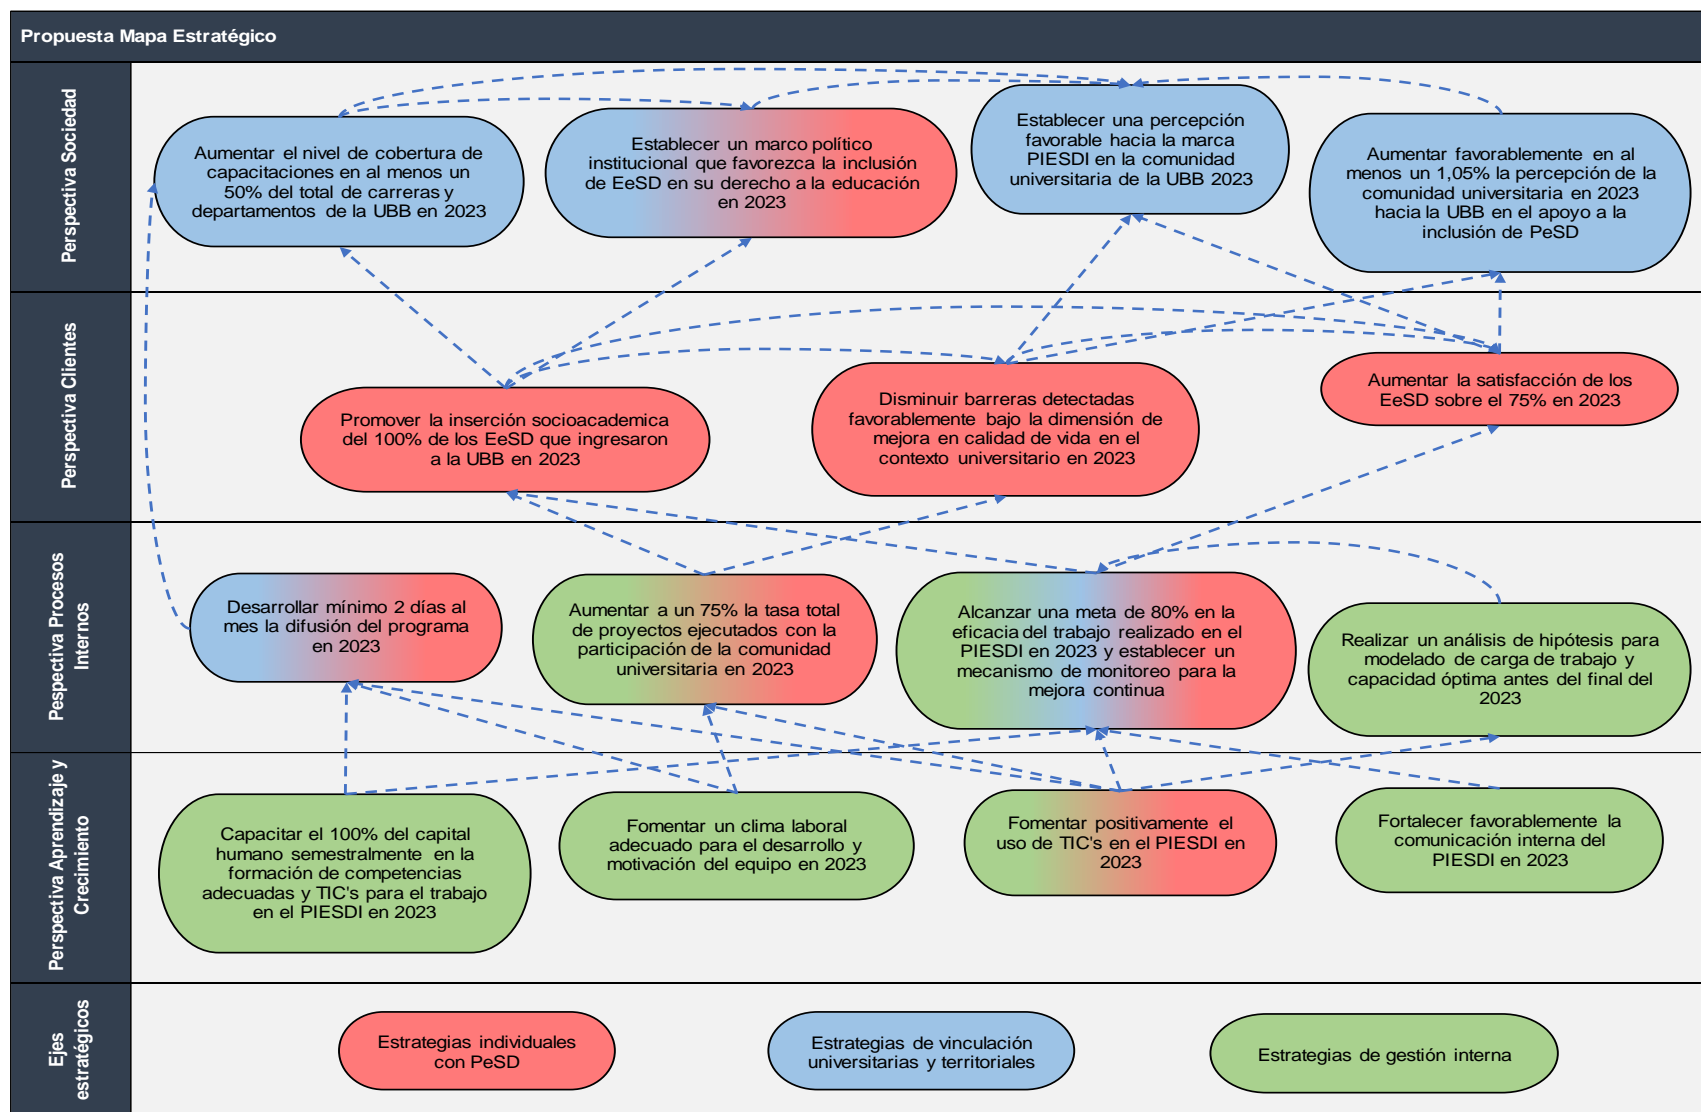 Propuesta Mapa Estratégico
Perspectiva Sociedad
Aumentar el nivel de cobertura de
capacitaciones en al menos un
50% del total de carreras y
departamentos de la UBB en 2023
Establecer un marco político
institucional que favorezca la inclusión
de EeSD en su derecho a la educación
en 2023
Establecer una percepción
favorable hacia la marca
PIESDI en la comunidad
universitaria de la UBB 2023
Aumentar favorablemente en al
menos un 1,05% la percepción de la
comunidad universitaria en 2023
hacia la UBB en el apoyo a la
inclusión de PeSD
Perspectiva Clientes
Promover la inserción socioacademica
del 100% de los EeSD que ingresaron
a la UBB en 2023
Disminuir barreras detectadas
favorablemente bajo la dimensión de
mejora en calidad de vida en el
contexto universitario en 2023
Aumentar la satisfacción de los
EeSD sobre el 75% en 2023
Pespectiva Procesos
Internos
Desarrollar mínimo 2 días al
mes la difusión del programa
en 2023
Aumentar a un 75% la tasa total
de proyectos ejecutados con la
participación de la comunidad
universitaria en 2023
Alcanzar una meta de 80% en la
eficacia del trabajo realizado en el
PIESDI en 2023 y establecer un
mecanismo de monitoreo para la
mejora continua
Realizar un análisis de hipótesis para
modelado de carga de trabajo y
capacidad óptima antes del final del
2023
Perspectiva Aprendizaje y
Crecimiento
Capacitar el 100% del capital
humano semestralmente en la
formación de competencias
adecuadas y TIC's para el trabajo
en el PIESDI en 2023
Fomentar un clima laboral
adecuado para el desarrollo y
motivación del equipo en 2023
Fomentar positivamente el
uso de TIC's en el PIESDI en
2023
Fortalecer favorablemente la
comunicación interna del
PIESDI en 2023
Ejes
estratégicos
Estrategias individuales
con PeSD
Estrategias de vinculación
universitarias y territoriales
Estrategias de gestión interna